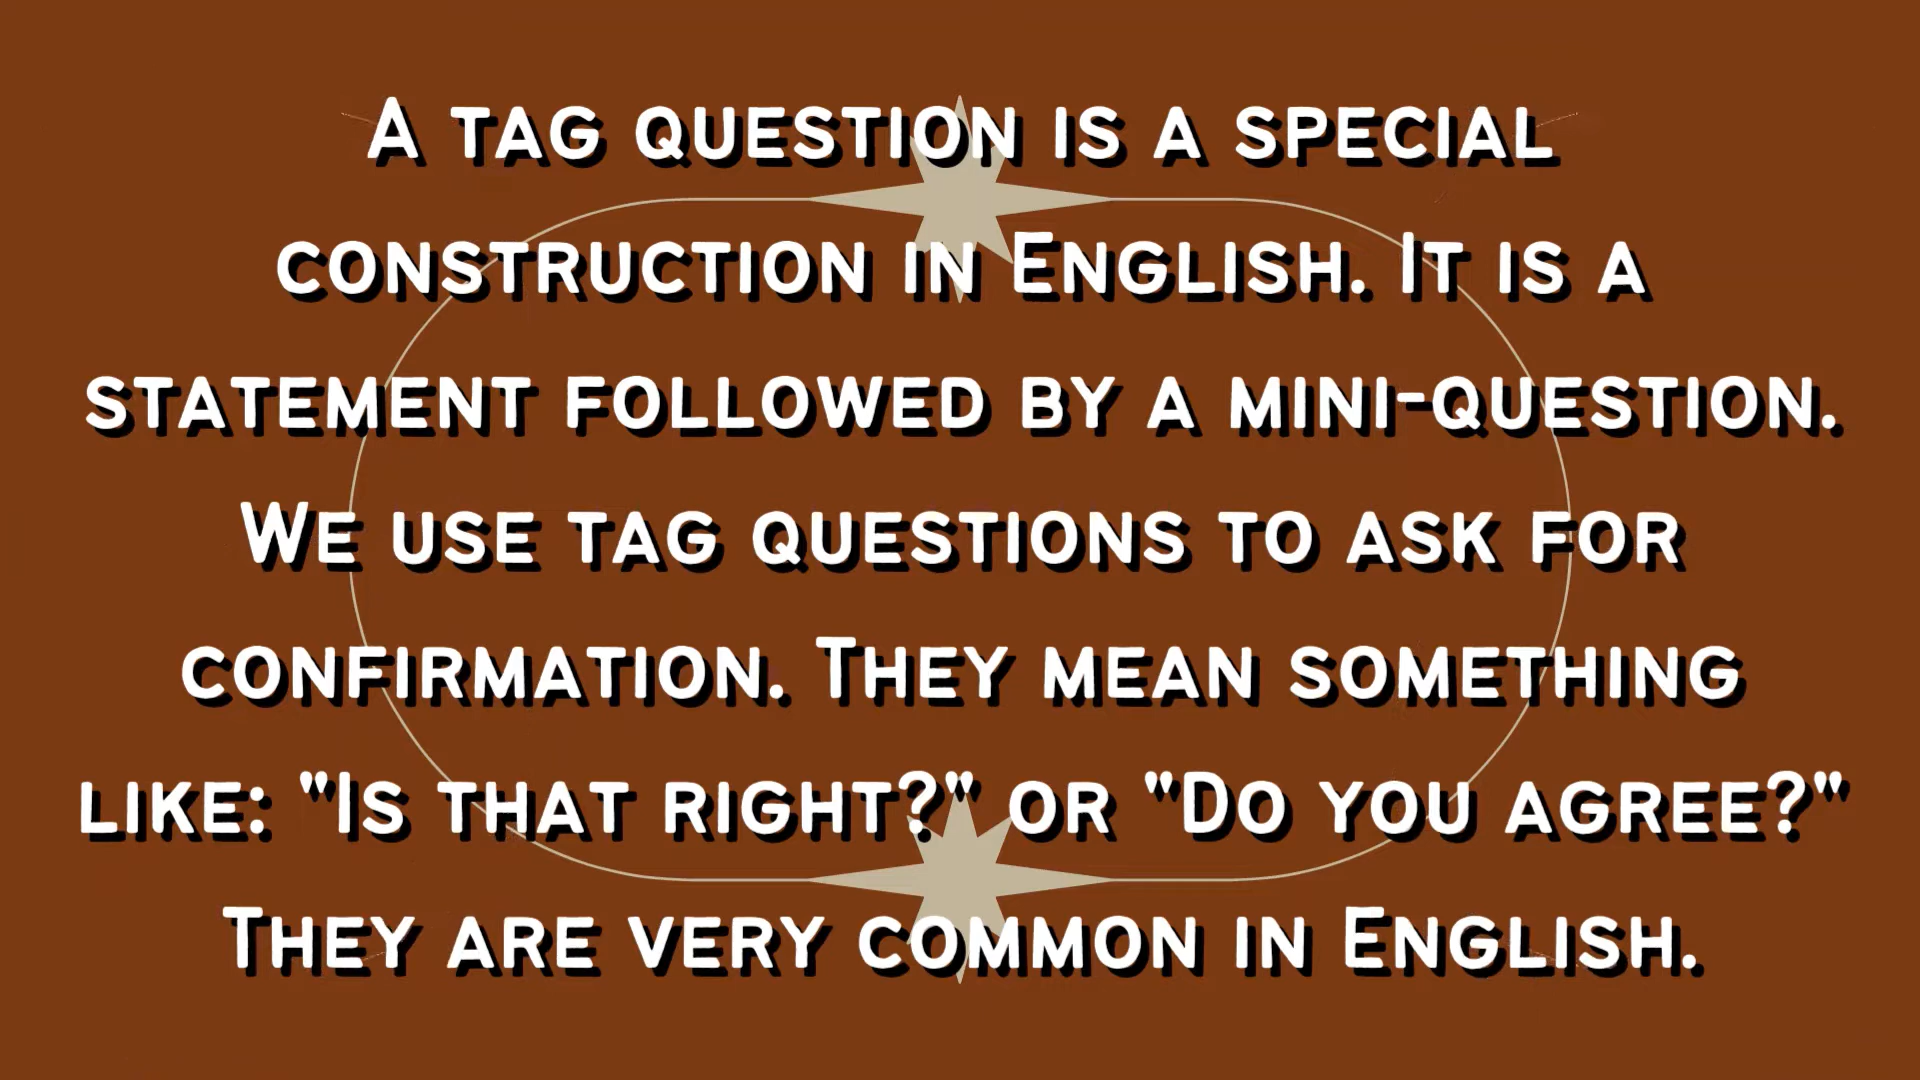 A tag question is a special
construction in English. It is a
statement followed by a mini-question.
We use tag questions to ask for
confirmation. They mean something
like: "Is that right?" or "Do you agree?"
They are very common in English.